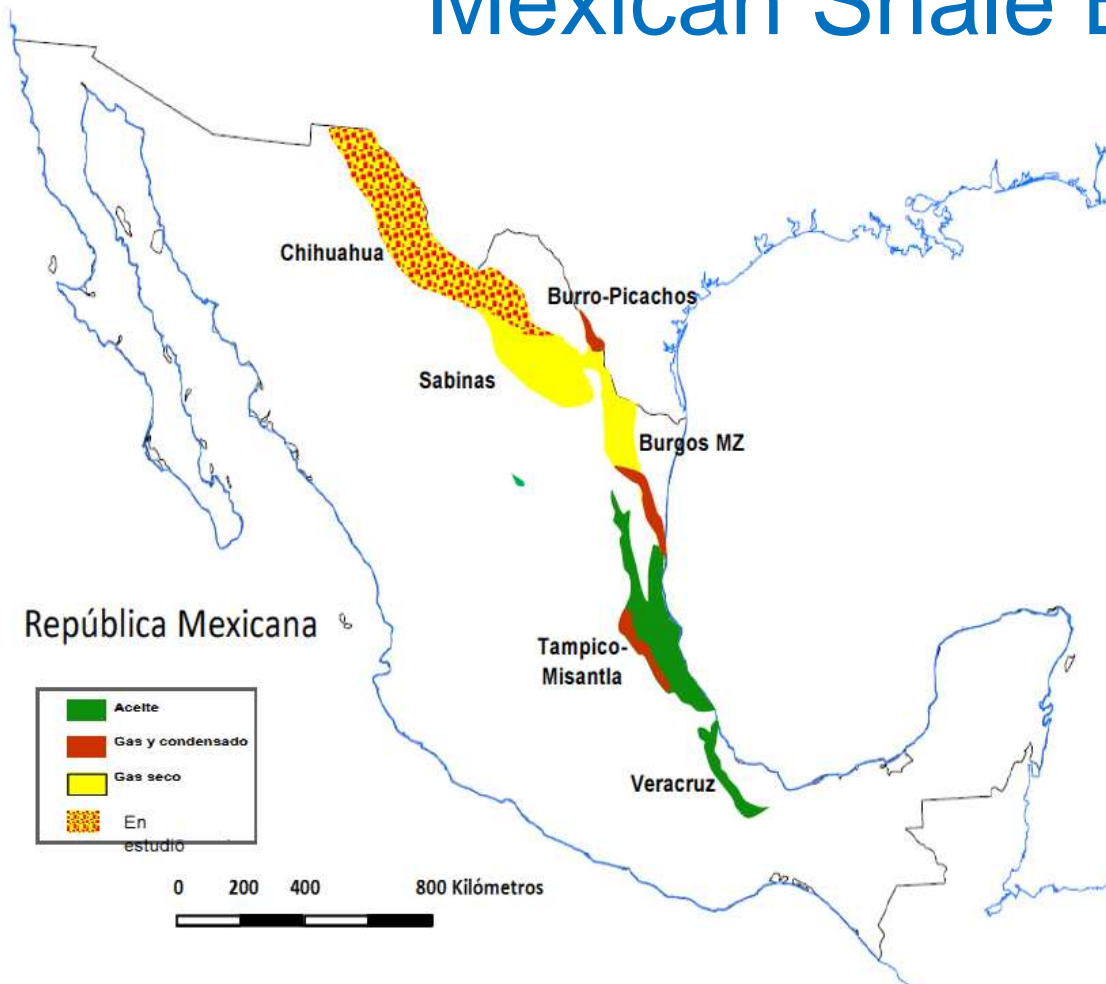 Mexican Shale B
Chihuahua
Burro-Picachos
Sabinas
Burgos MZ
República Mexicana
Tampico-
Misantla
Veracruz
Aceite
Gas y condensado
Gas seco
En
estudio
0 200 400 800 Kilómetros